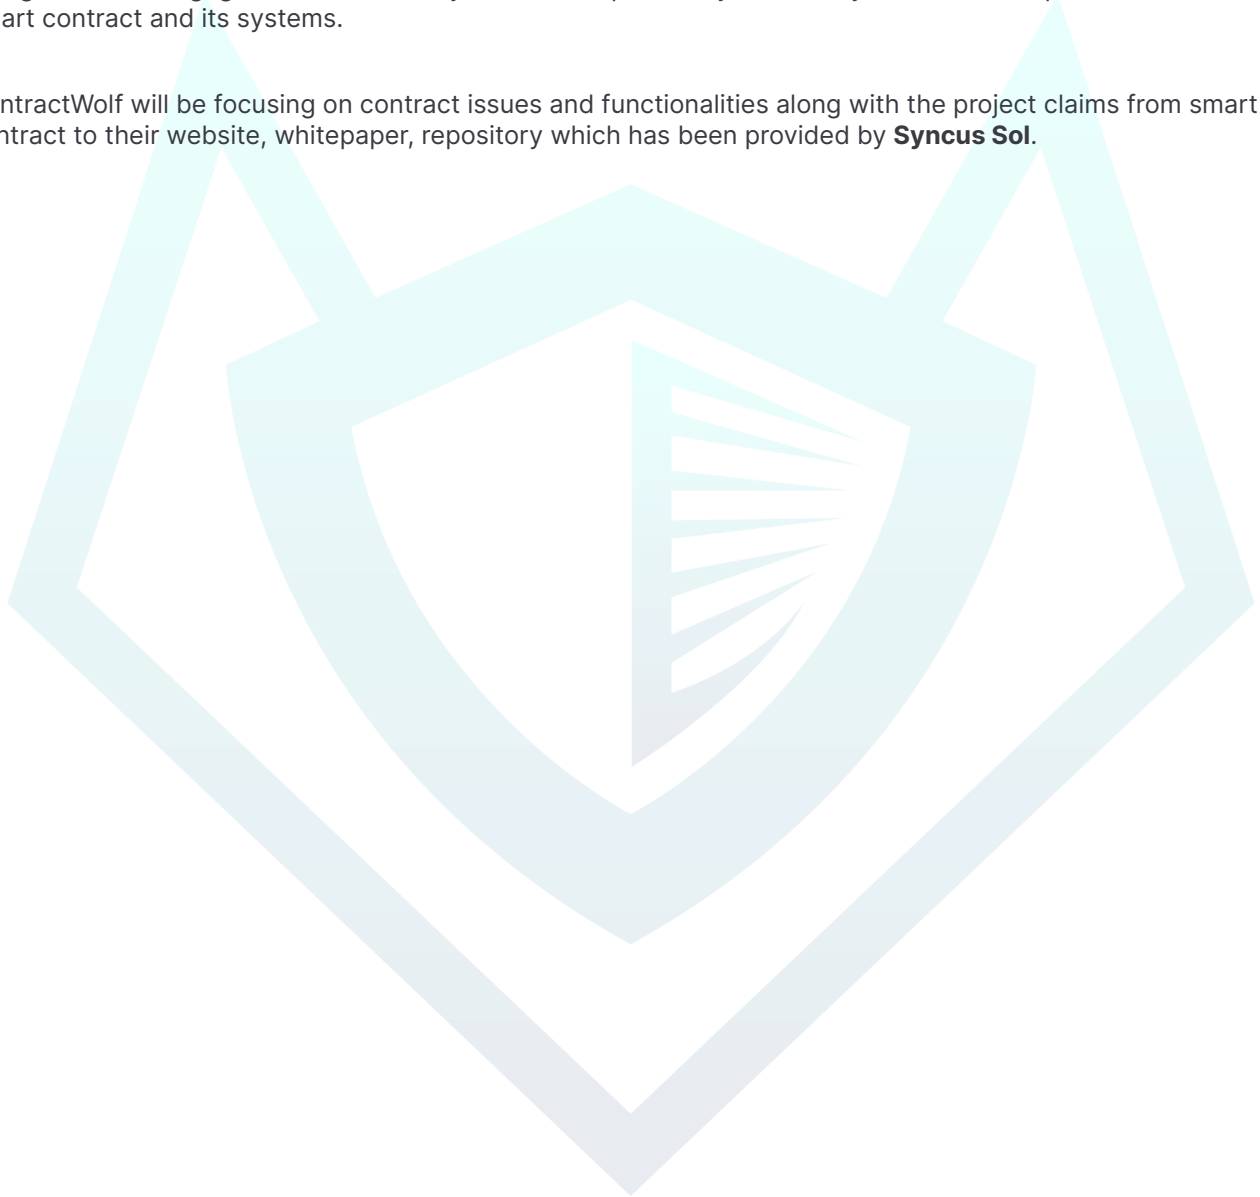 art contract and its systems.
ntractWolf will be focusing on contract issues and functionalities along with the project claims from smart
ntract to their website, whitepaper, repository which has been provided by Syncus Sol.